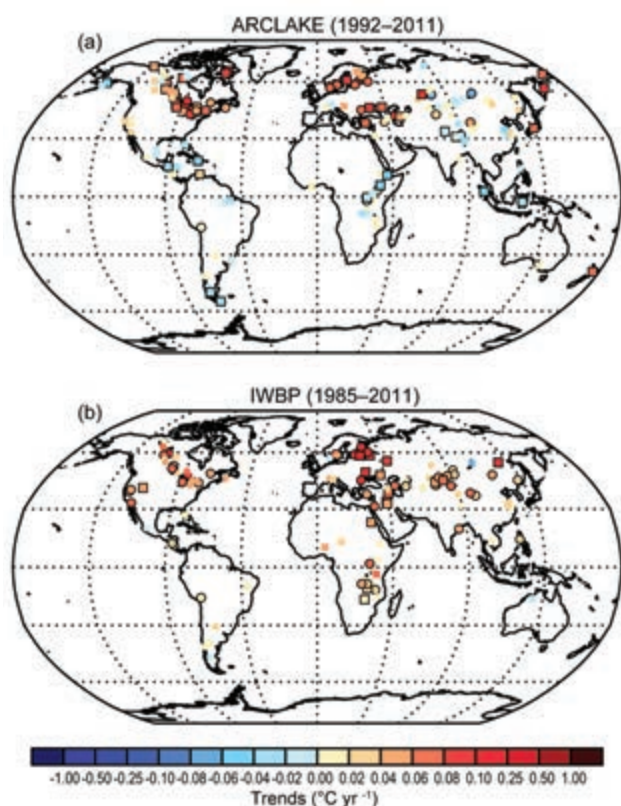 ARCLAKE (1992–2011)
(a)
IWBP (1985–2011)
(b)
-1.00 -0.50 -0.25 -0.10 -0.08 -0.06 -0.04 -0.02 0.00 0.02 0.04 0.06 0.08 0.10 0.25 0.50 1.00
Trends (°C yr ⁻¹)